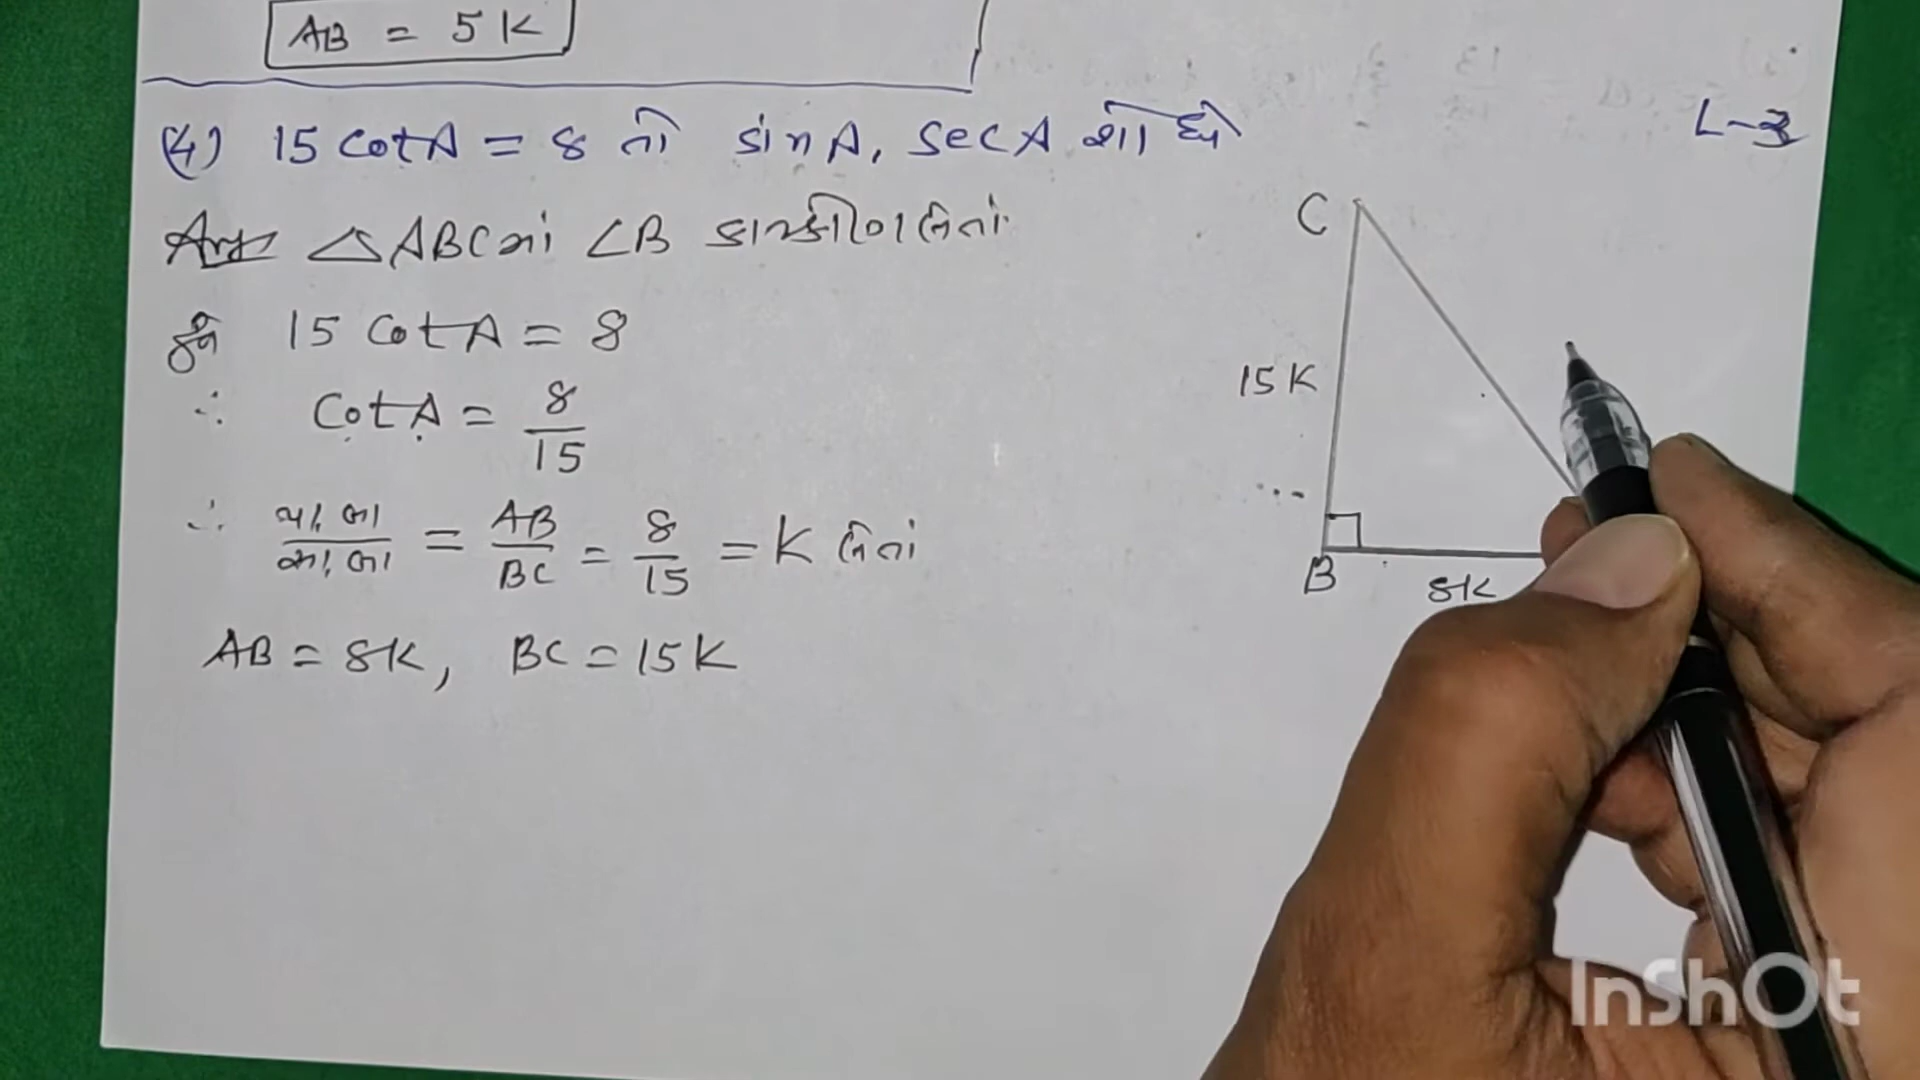 AB = 5K
(4) 15 cotA = 8 તો sinA, secA શોધો
L-3
Ans △ABCમાં ∠B કાટકોણ લેતાં
હવે 15 cotA = 8
∴ cotA = 8/15
∴ પા.બા/સા.બા = AB/BC = 8/15 = K લેતાં
AB = 8K, BC = 15K
C
15K
B
8K
InShOt